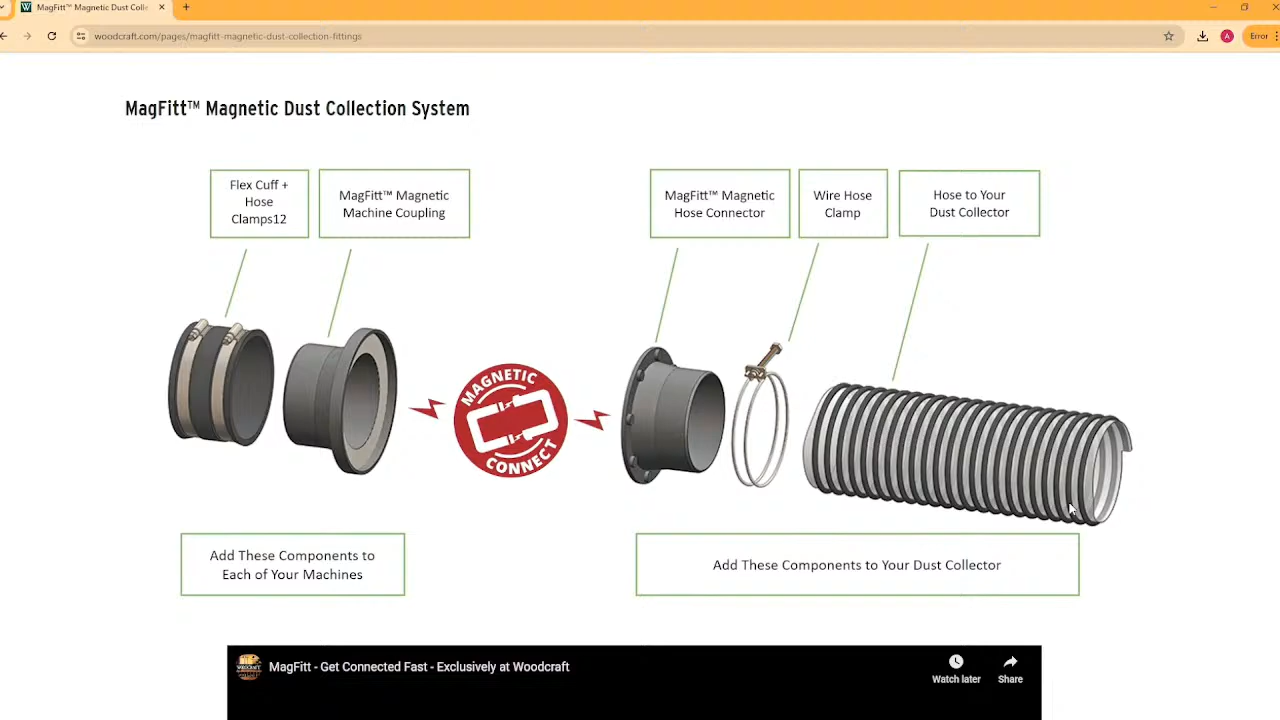 MagFitt™ Magnetic Dust Colle
woodcraft.com/pages/magfitt-magnetic-dust-collection-fittings
A
Error
MagFitt™ Magnetic Dust Collection System
Flex Cuff +
Hose
Clamps12
MagFitt™ Magnetic
Machine Coupling
MagFitt™ Magnetic
Hose Connector
Wire Hose
Clamp
Hose to Your
Dust Collector
MAGNETIC
CONNECT
Add These Components to
Each of Your Machines
Add These Components to Your Dust Collector
WOODCRAFT
MagFitt - Get Connected Fast - Exclusively at Woodcraft
Watch later
Share